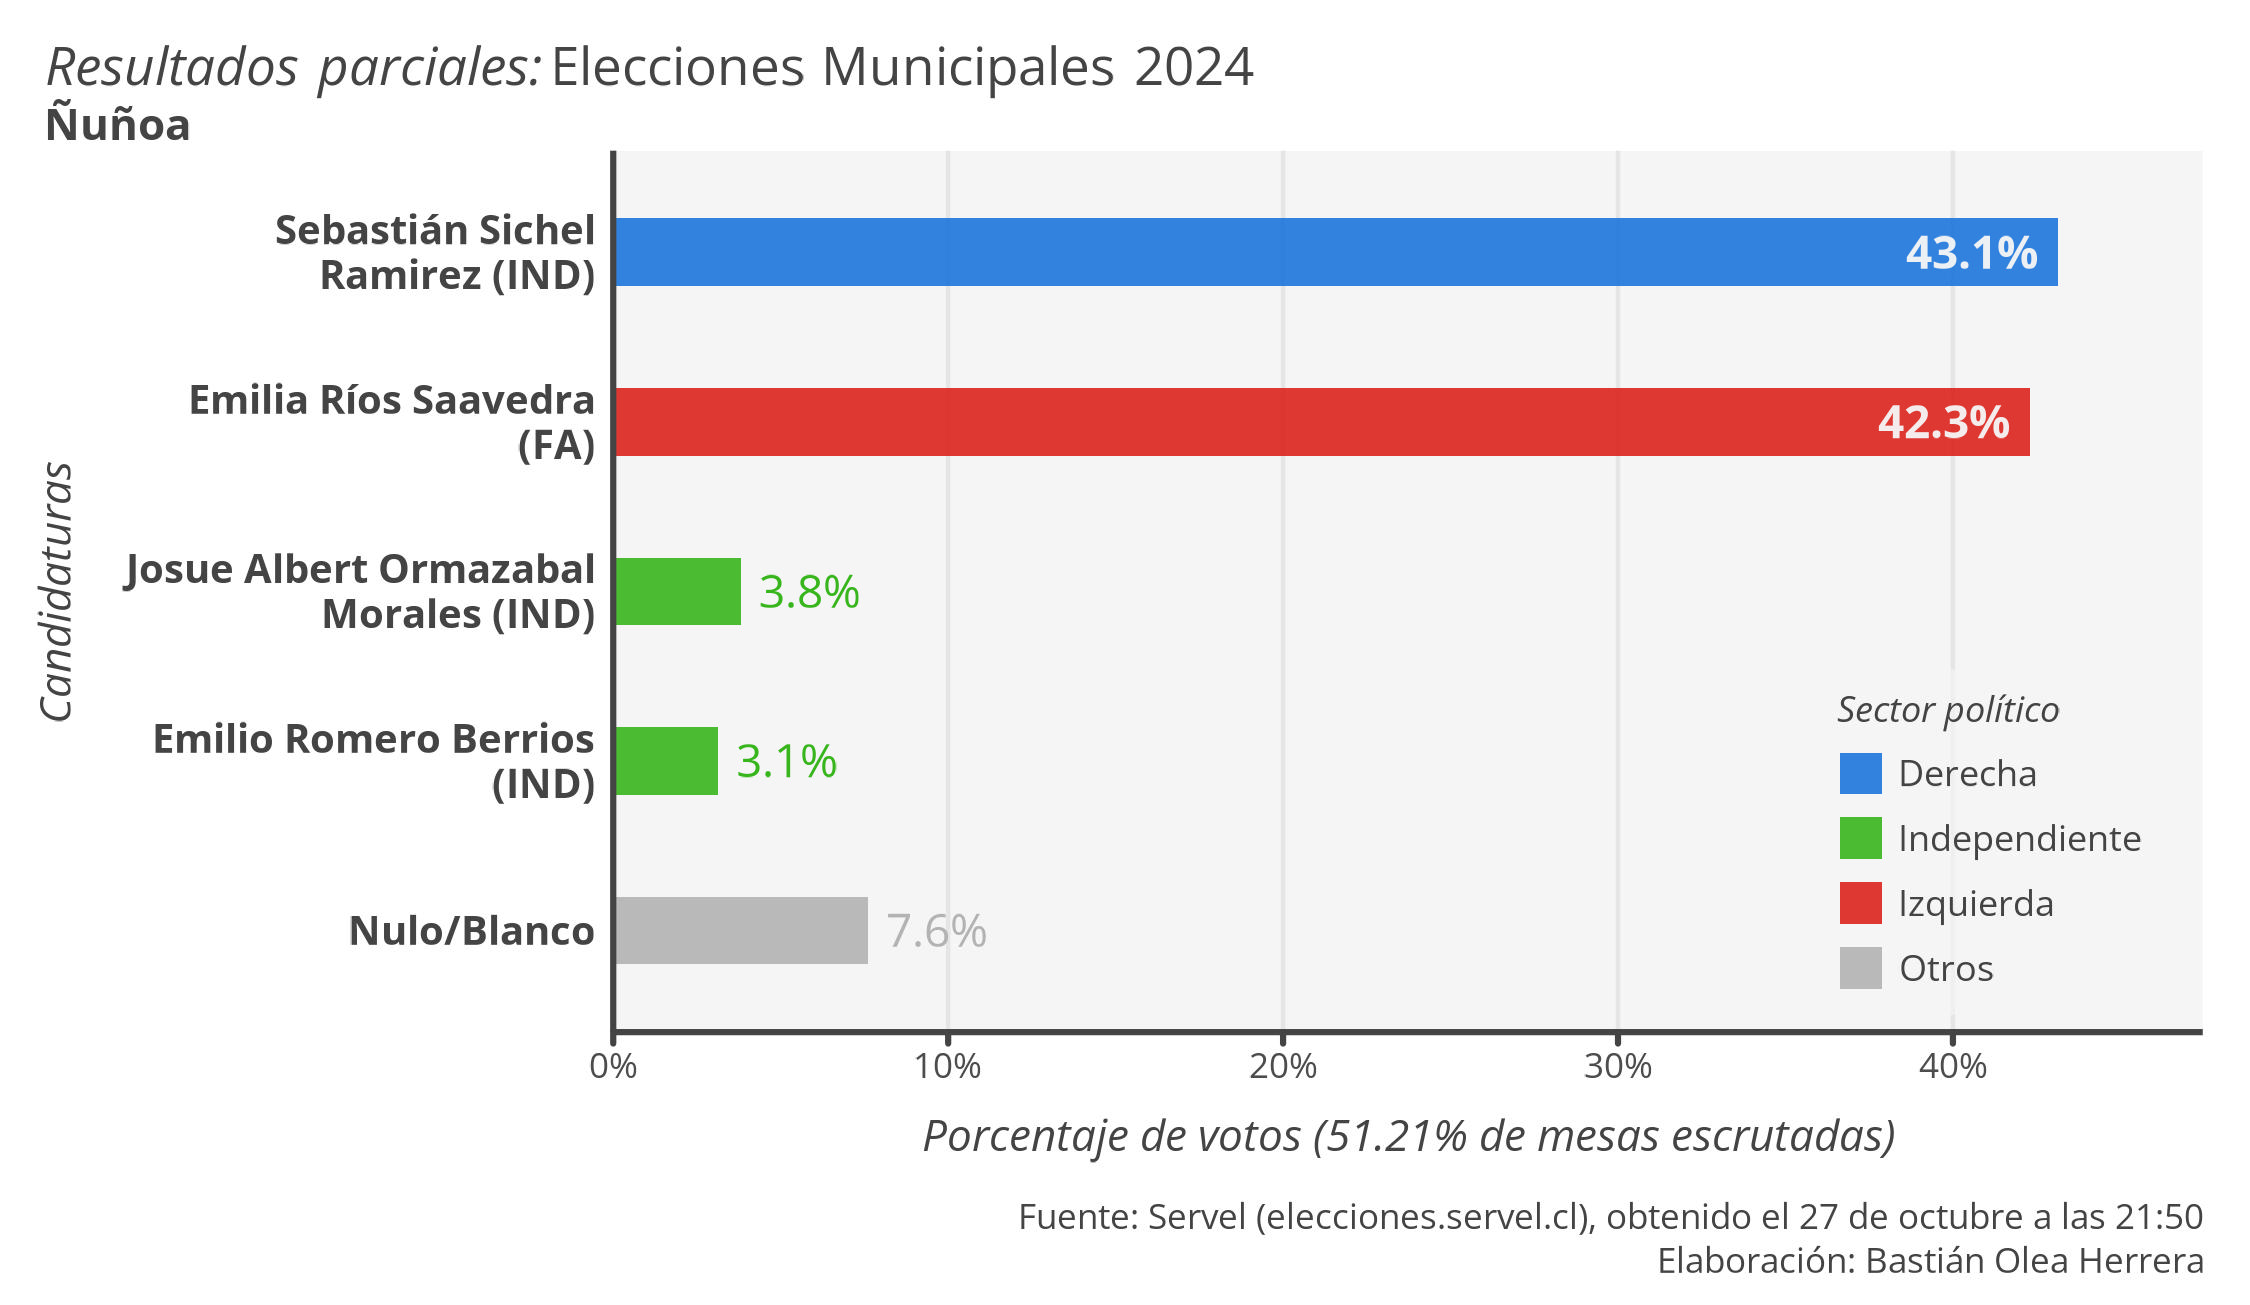 Resultados parciales: Elecciones Municipales 2024
Ñuñoa
Candidaturas
Sebastián Sichel
Ramirez (IND)
43.1%
Emilia Ríos Saavedra
(FA)
42.3%
Josue Albert Ormazabal
Morales (IND)
3.8%
Emilio Romero Berrios
(IND)
3.1%
Nulo/Blanco
7.6%
Sector político
Derecha
Independiente
Izquierda
Otros
0% 10% 20% 30% 40%
Porcentaje de votos (51.21% de mesas escrutadas)
Fuente: Servel (elecciones.servel.cl), obtenido el 27 de octubre a las 21:50
Elaboración: Bastián Olea Herrera